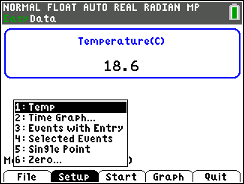 NORMAL FLOAT AUTO REAL RADIAN MP
Data
Temperature(C)
18.6
1: Temp
2: Time Graph...
3: Events with Entry
4: Selected Events
5: Single Point
6: Zero...
File Setup Start Graph Quit